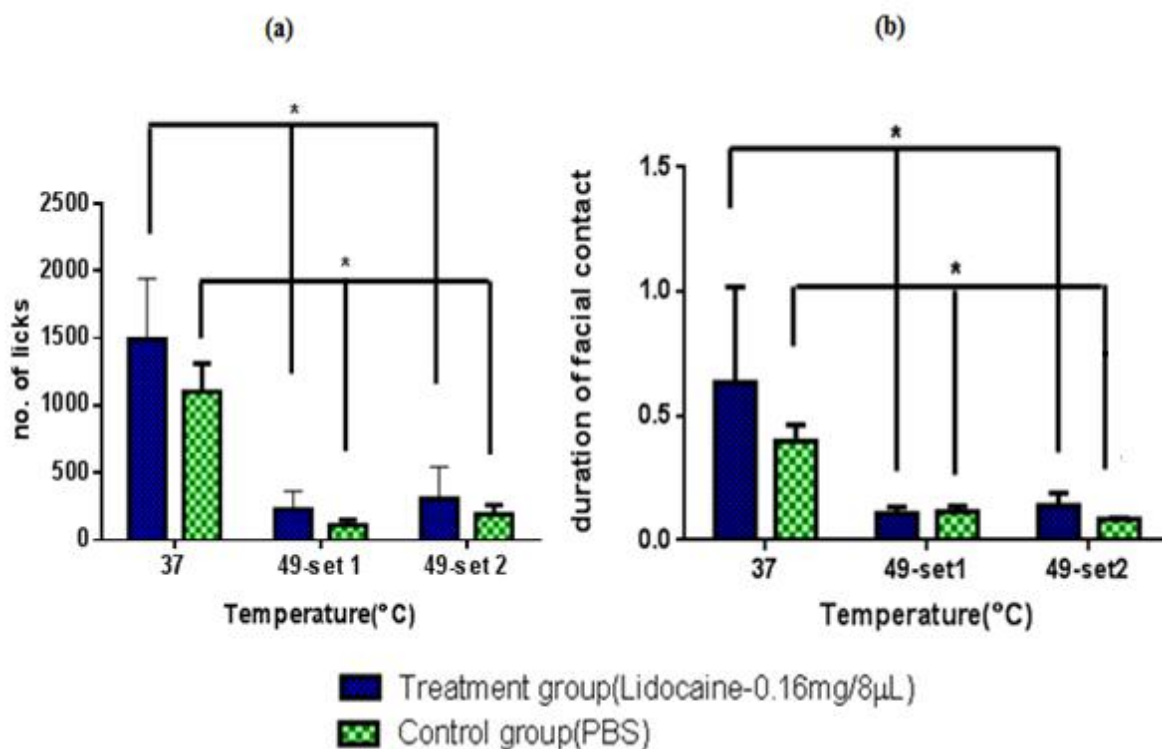 (a)
*
*
2500
2000
1500
1000
500
0
no. of licks
37 49-set 1 49-set 2
Temperature(°C)
(b)
*
*
1.5
1.0
0.5
0.0
duration of facial contact
37 49-set1 49-set2
Temperature(°C)
Treatment group(Lidocaine-0.16mg/8µL)
Control group(PBS)